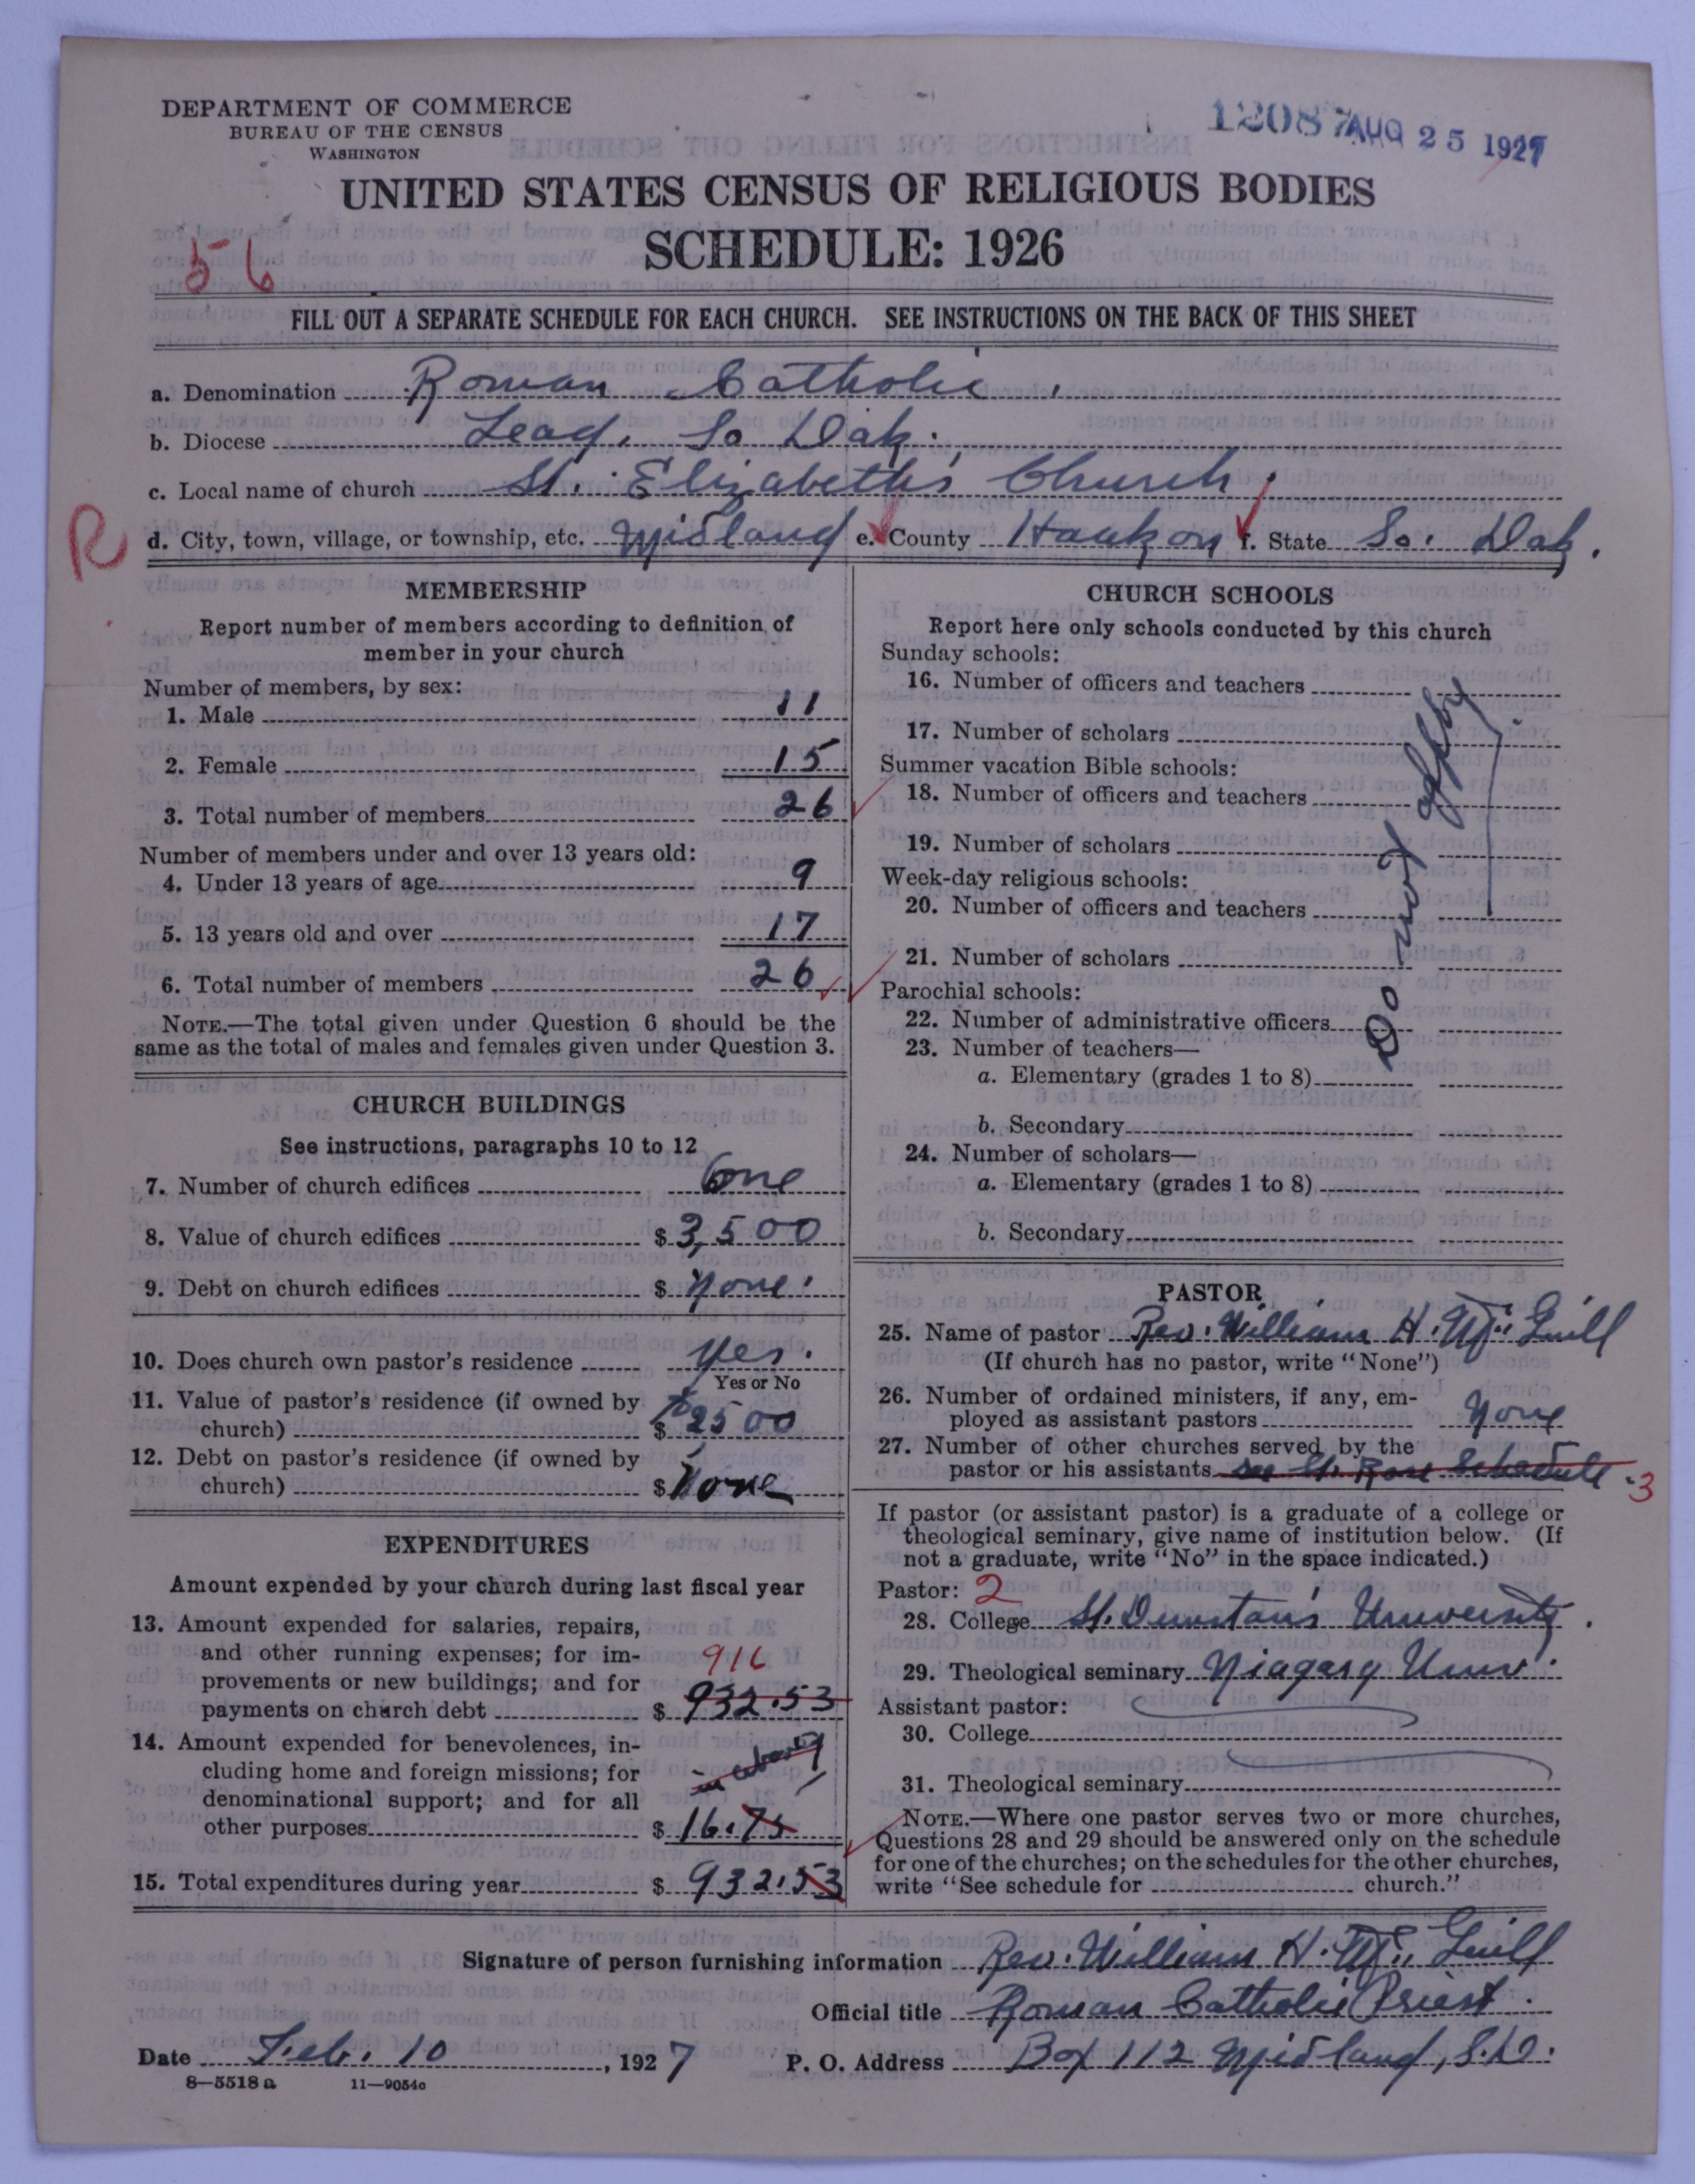 DEPARTMENT OF COMMERCE
BUREAU OF THE CENSUS
WASHINGTON
12087 AUG 25 1927
UNITED STATES CENSUS OF RELIGIOUS BODIES
SCHEDULE: 1926
56
FILL OUT A SEPARATE SCHEDULE FOR EACH CHURCH. SEE INSTRUCTIONS ON THE BACK OF THIS SHEET
a. Denomination Roman Catholic
b. Diocese Lead, So Dak.
c. Local name of church St. Elizabeth's Church.
R
d. City, town, village, or township, etc. Midland e. County Haakon f. State So. Dak.
MEMBERSHIP
Report number of members according to definition of
member in your church
Number of members, by sex:
1. Male 11
2. Female 15
3. Total number of members 26
Number of members under and over 13 years old:
4. Under 13 years of age 9
5. 13 years old and over 17
6. Total number of members 26
NOTE.—The total given under Question 6 should be the
same as the total of males and females given under Question 3.
CHURCH BUILDINGS
See instructions, paragraphs 10 to 12
7. Number of church edifices One
8. Value of church edifices $ 3,500
9. Debt on church edifices $ None.
10. Does church own pastor's residence Yes.
Yes or No
11. Value of pastor's residence (if owned by
church) $ $2500
12. Debt on pastor's residence (if owned by
church) $ None
EXPENDITURES
Amount expended by your church during last fiscal year
13. Amount expended for salaries, repairs,
and other running expenses; for im-
provements or new buildings; and for
916
payments on church debt $ 932.53
14. Amount expended for benevolences, in-
cluding home and foreign missions; for
denominational support; and for all
other purposes $ 16.75
15. Total expenditures during year $ 932.53
CHURCH SCHOOLS
Report here only schools conducted by this church
Sunday schools:
16. Number of officers and teachers
17. Number of scholars
Summer vacation Bible schools:
18. Number of officers and teachers
19. Number of scholars
Week-day religious schools:
20. Number of officers and teachers
21. Number of scholars
Parochial schools:
22. Number of administrative officers
23. Number of teachers—
a. Elementary (grades 1 to 8)
b. Secondary
24. Number of scholars—
a. Elementary (grades 1 to 8)
b. Secondary
Do not apply
PASTOR
25. Name of pastor Rev. William H. McGuill
(If church has no pastor, write "None")
26. Number of ordained ministers, if any, em-
ployed as assistant pastors None
27. Number of other churches served by the
pastor or his assistants see St. Rose Schedule -3
If pastor (or assistant pastor) is a graduate of a college or
theological seminary, give name of institution below. (If
not a graduate, write "No" in the space indicated.)
Pastor: 2
28. College St. Dunstan's University.
29. Theological seminary Niagara Univ.
Assistant pastor:
30. College
31. Theological seminary
NOTE.—Where one pastor serves two or more churches,
Questions 28 and 29 should be answered only on the schedule
for one of the churches; on the schedules for the other churches,
write "See schedule for church."
Signature of person furnishing information Rev. William H. McGuill
Official title Roman Catholic Priest.
Date Feb. 10, 1927 P. O. Address Box 112 Midland, S.D.
8—5518 a 11—9054c